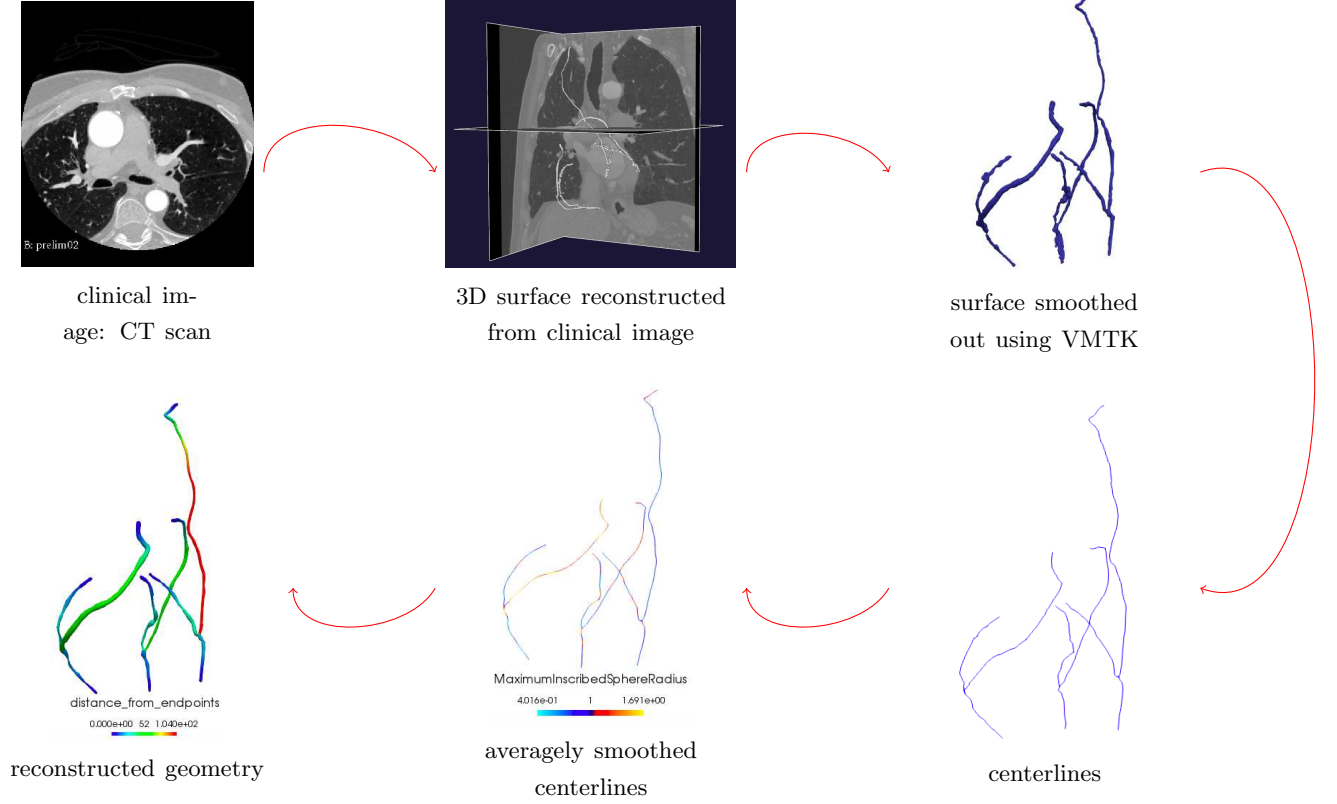 B: prelim02
clinical im-
age: CT scan
3D surface reconstructed
from clinical image
surface smoothed
out using VMTK
distance_from_endpoints
0.000e+00 52 1.040e+02
reconstructed geometry
MaximumInscribedSphereRadius
4.016e-01 1 1.691e+00
averagely smoothed
centerlines
centerlines